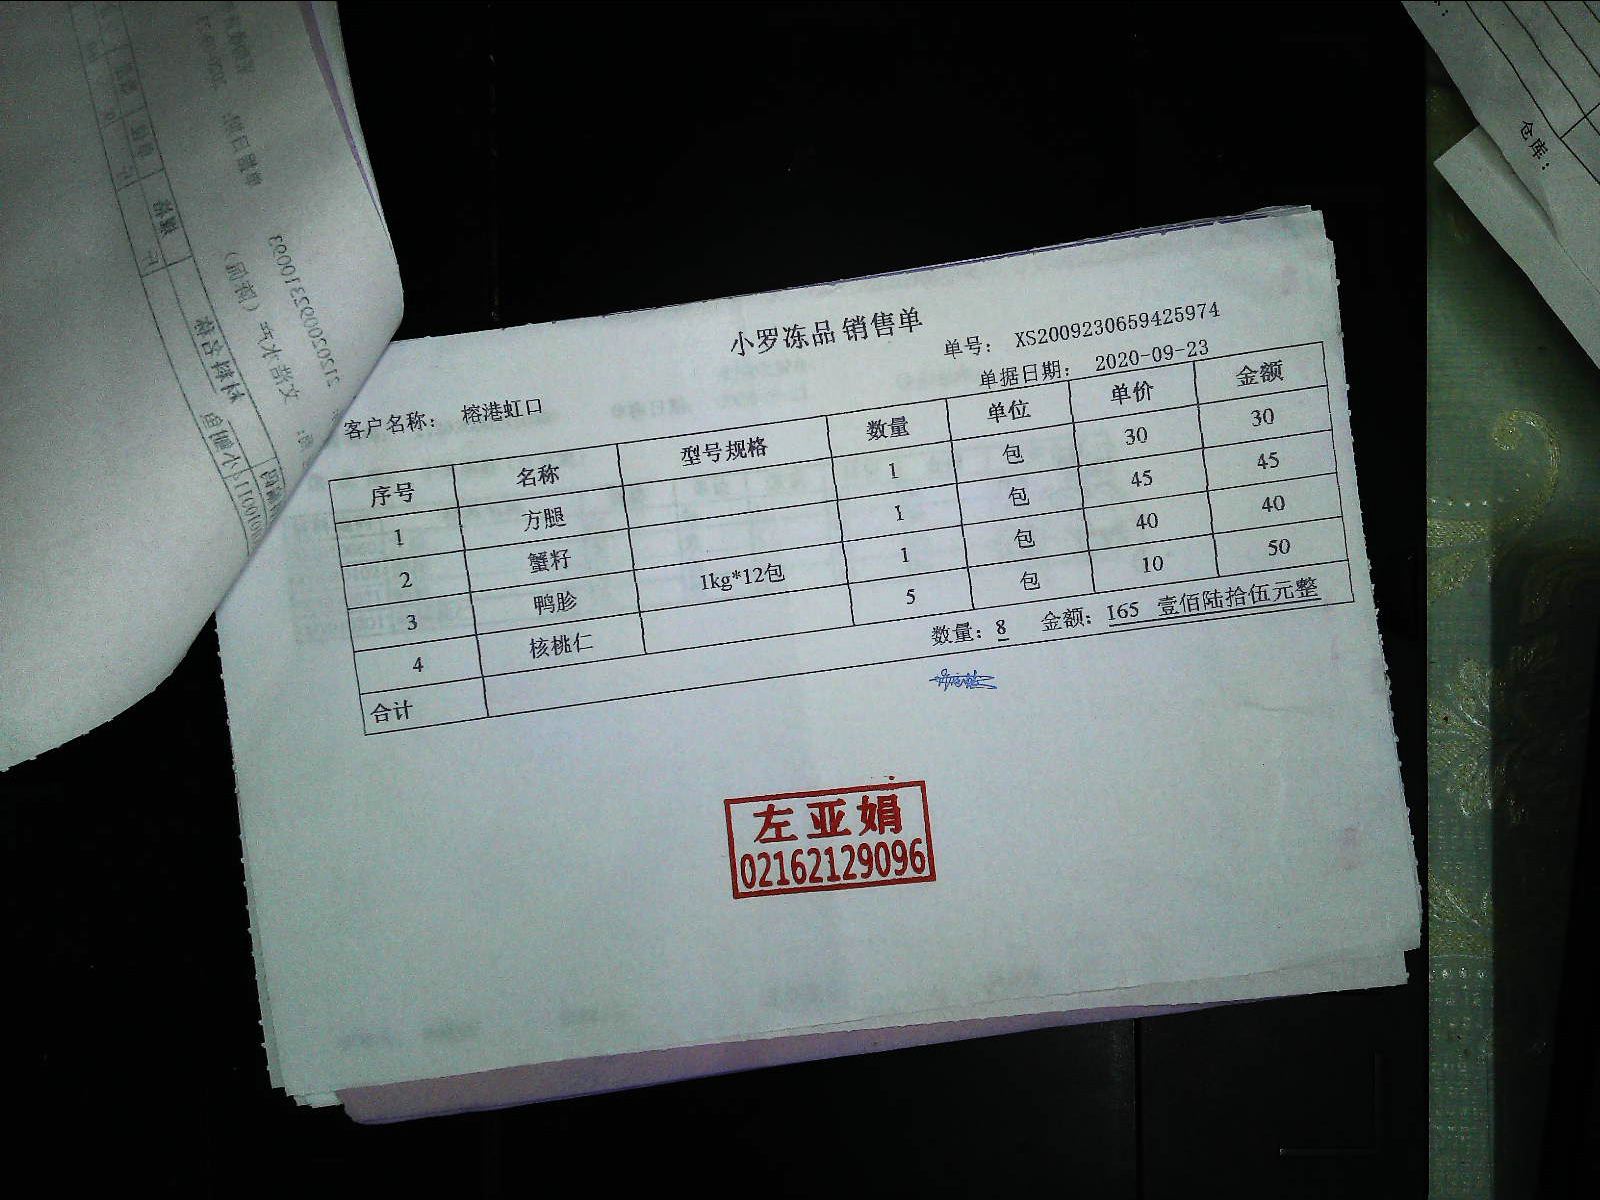 小罗冻品 销售单
单号： XS2009230659425974
客户名称： 榕港虹口 单据日期： 2020-09-23
序号 名称 型号规格 数量 单位 单价 金额
1 方腿 1 包 30 30
2 蟹籽 1 包 45 45
3 鸭胗 1kg*12包 1 包 40 40
4 核桃仁 5 包 10 50
合计 数量：8 金额：165 壹佰陆拾伍元整
左亚娟
02162129096
仓库：